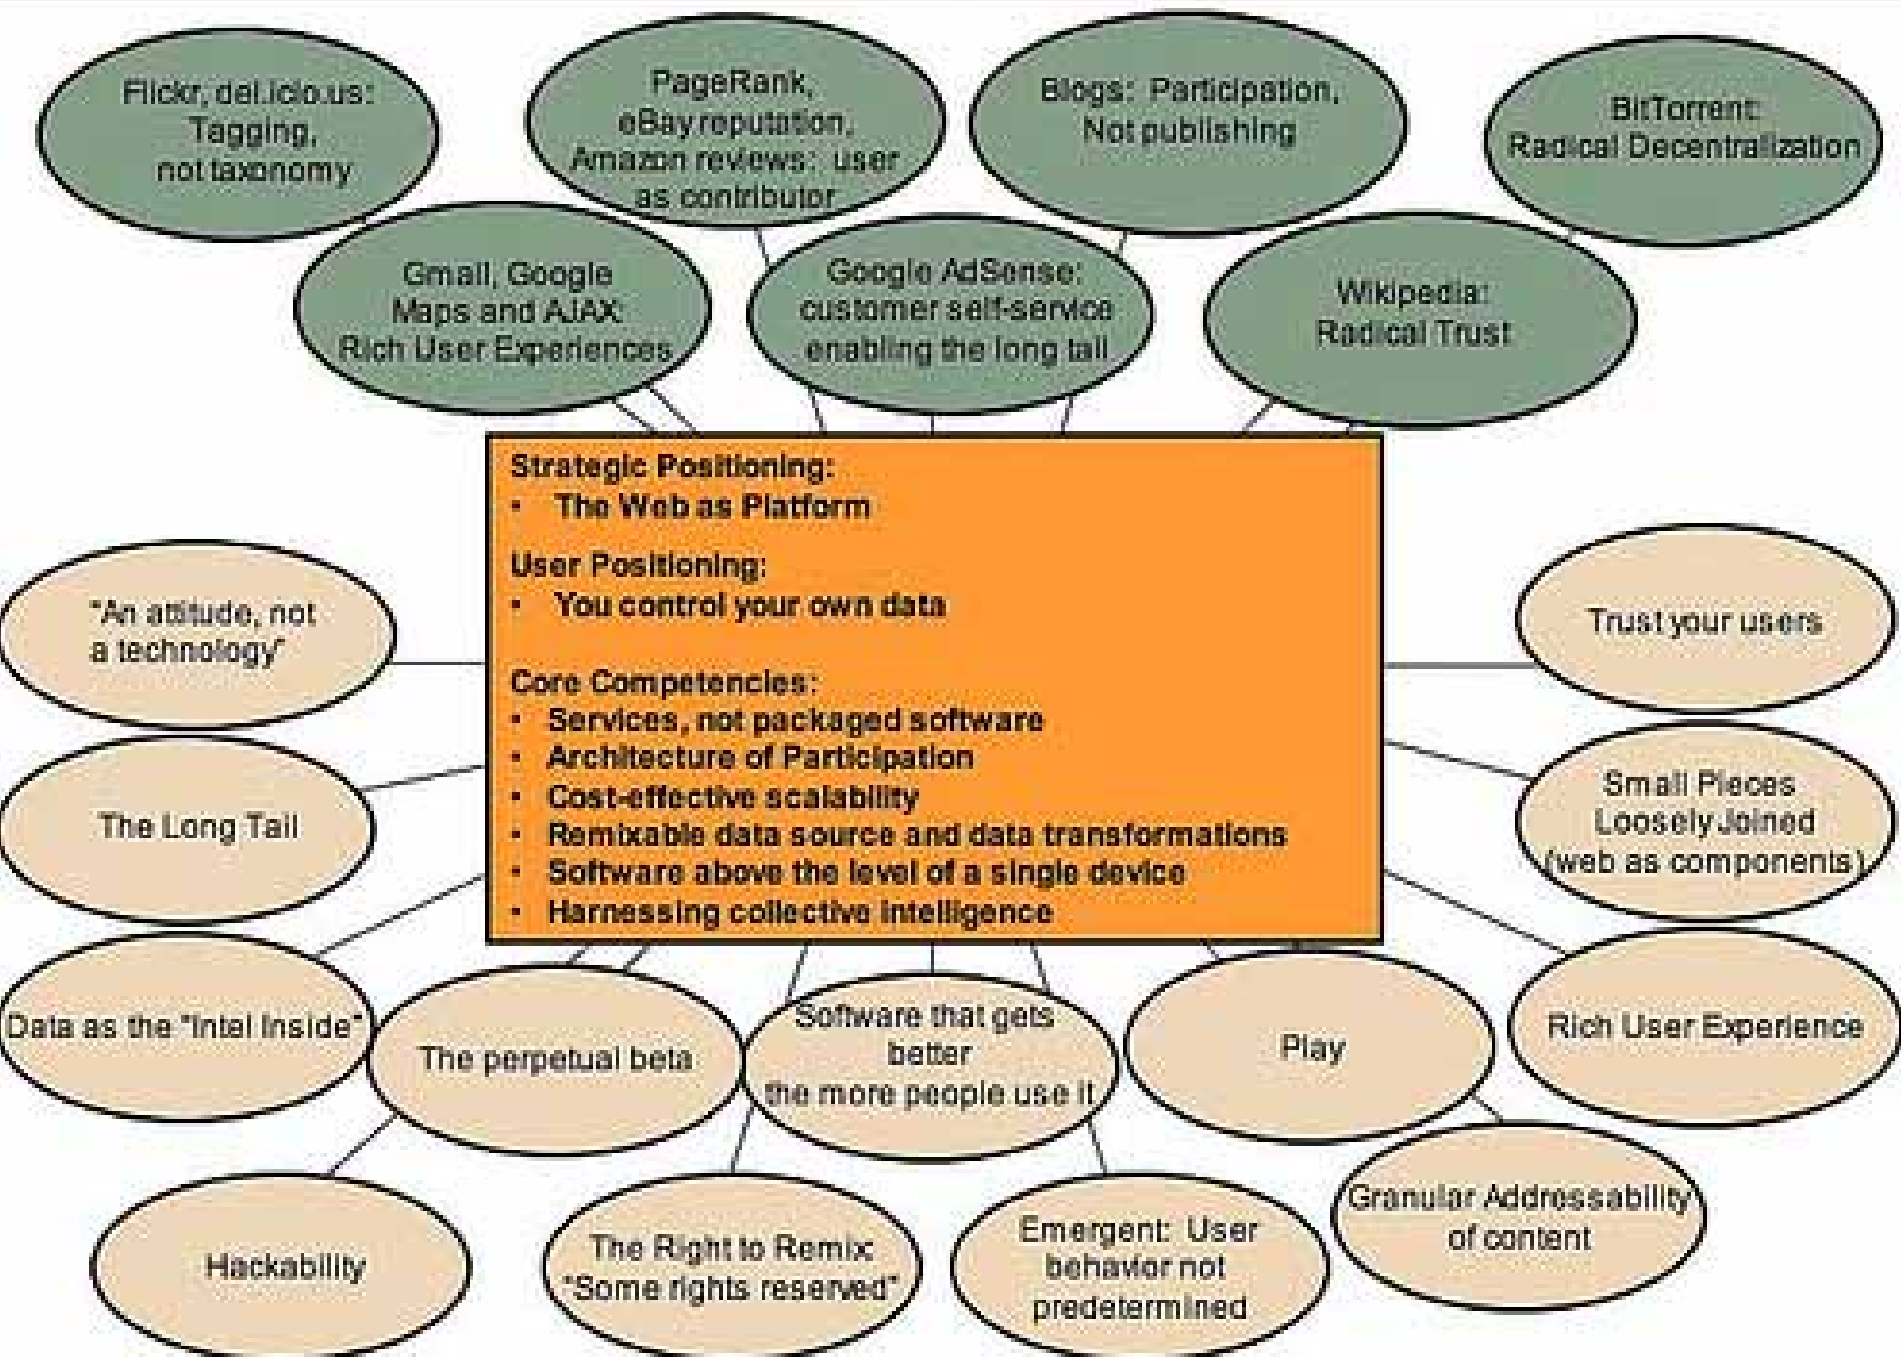 Flickr, del.icio.us:
Tagging,
not taxonomy
PageRank,
eBay reputation,
Amazon reviews: user
as contributor
Blogs: Participation,
Not publishing
BitTorrent:
Radical Decentralization
Gmail, Google
Maps and AJAX:
Rich User Experiences
Google AdSense:
customer self-service
enabling the long tail
Wikipedia:
Radical Trust
Strategic Positioning:
• The Web as Platform
User Positioning:
• You control your own data
Core Competencies:
• Services, not packaged software
• Architecture of Participation
• Cost-effective scalability
• Remixable data source and data transformations
• Software above the level of a single device
• Harnessing collective intelligence
"An attitude, not
a technology"
The Long Tail
Data as the "Intel Inside"
Trust your users
Small Pieces
Loosely Joined
(web as components)
Rich User Experience
The perpetual beta
Software that gets
better
the more people use it
Play
Hackability
The Right to Remix:
"Some rights reserved"
Emergent: User
behavior not
predetermined
Granular Addressability
of content